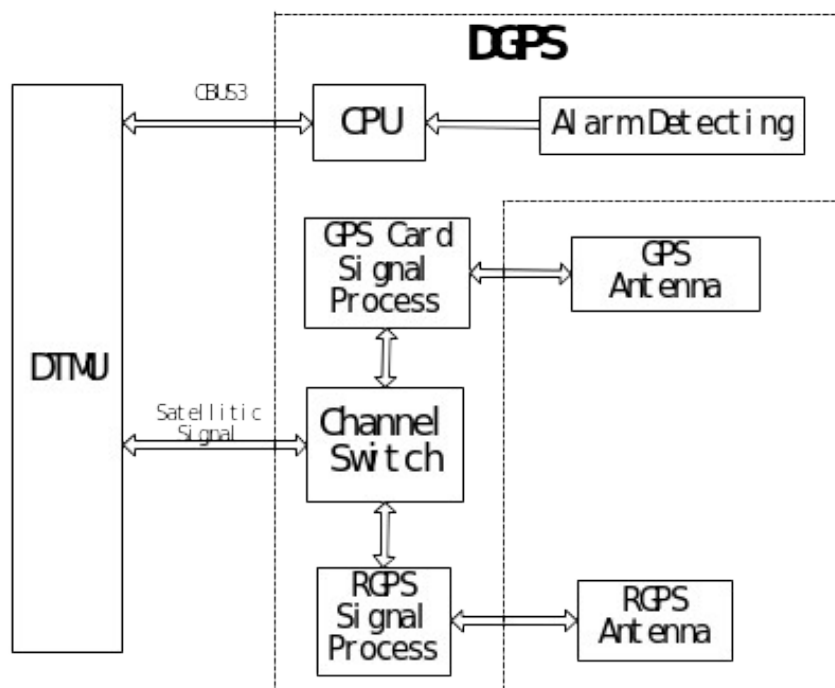 DGPS
CBUS3
CPU
Alarm Detecting
GPS Card
Signal
Process
GPS
Antenna
DTMU
Satellitic
Signal
Channel
Switch
RGPS
Signal
Process
RGPS
Antenna